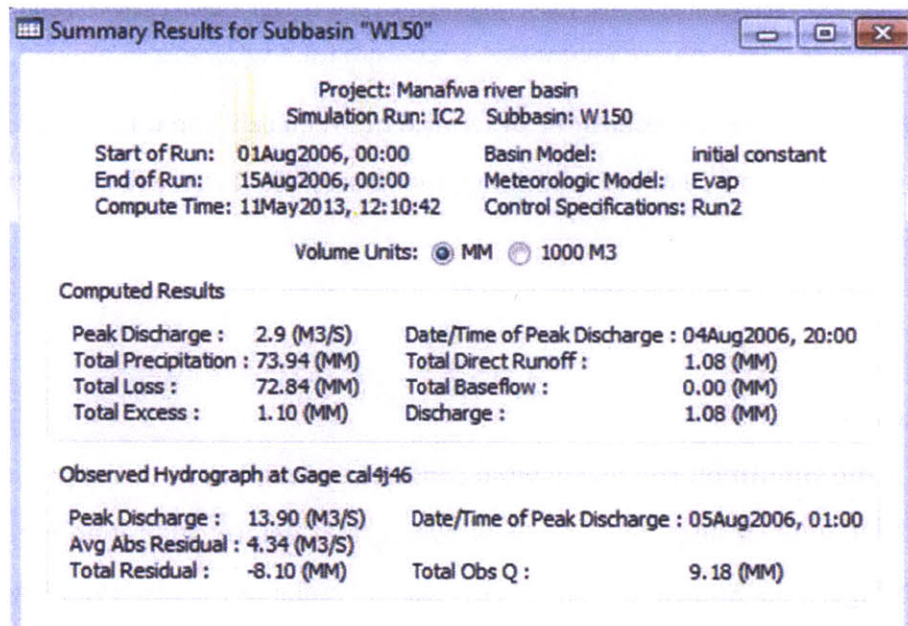 Summary Results for Subbasin "W150"
Project: Manafwa river basin
Simulation Run: IC2 Subbasin: W150
Start of Run: 01Aug2006, 00:00 Basin Model: initial constant
End of Run: 15Aug2006, 00:00 Meteorologic Model: Evap
Compute Time: 11May2013, 12:10:42 Control Specifications: Run2
Volume Units: MM 1000 M3
Computed Results
Peak Discharge : 2.9 (M3/S) Date/Time of Peak Discharge : 04Aug2006, 20:00
Total Precipitation : 73.94 (MM) Total Direct Runoff : 1.08 (MM)
Total Loss : 72.84 (MM) Total Baseflow : 0.00 (MM)
Total Excess : 1.10 (MM) Discharge : 1.08 (MM)
Observed Hydrograph at Gage cal4j46
Peak Discharge : 13.90 (M3/S) Date/Time of Peak Discharge : 05Aug2006, 01:00
Avg Abs Residual : 4.34 (M3/S)
Total Residual : -8.10 (MM) Total Obs Q : 9.18 (MM)